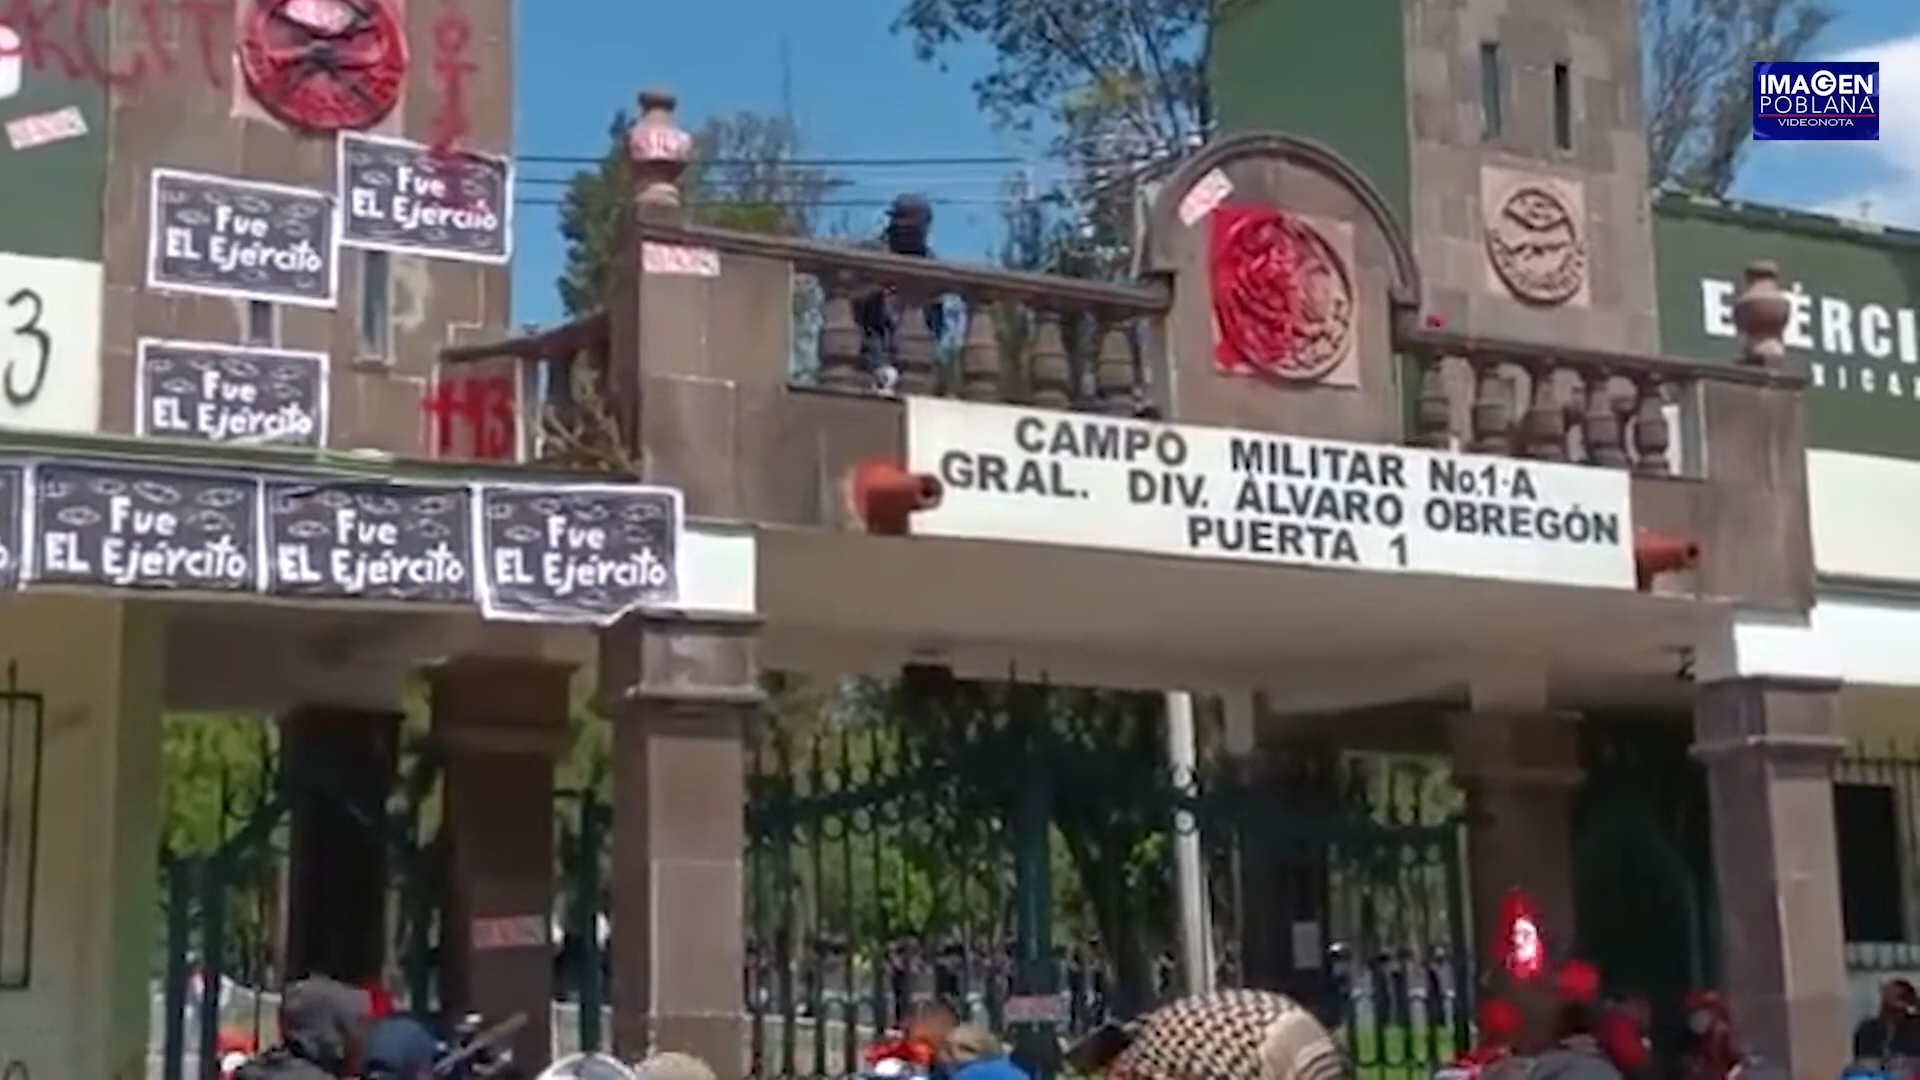 IMAGEN
POBLANA
VIDEONOTA
Fue
EL Ejército
Fue
EL Ejército
Fue
EL Ejército
3
+43
CAMPO MILITAR No.1-A
GRAL. DIV. ÁLVARO OBREGÓN
PUERTA 1
Fue
EL Ejército
Fue
EL Ejército
Fue
EL Ejército